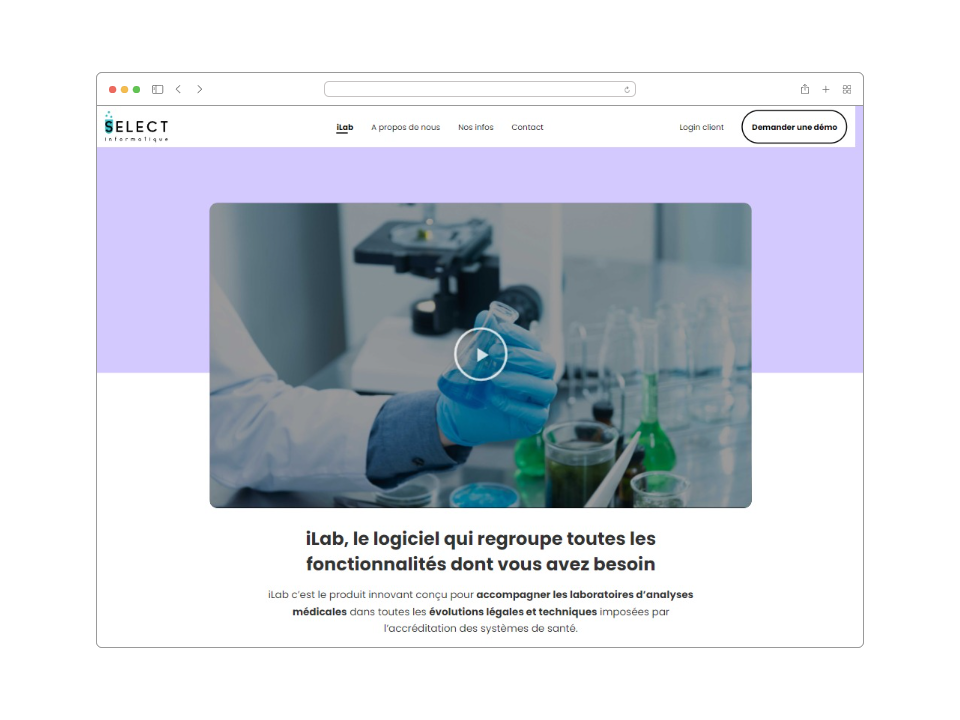 SELECT
informatique
iLab
A propos de nous
Nos infos
Contact
Login client
Demander une démo
iLab, le logiciel qui regroupe toutes les
fonctionnalités dont vous avez besoin
iLab c'est le produit innovant conçu pour accompagner les laboratoires d'analyses
médicales dans toutes les évolutions légales et techniques imposées par
l'accréditation des systèmes de santé.